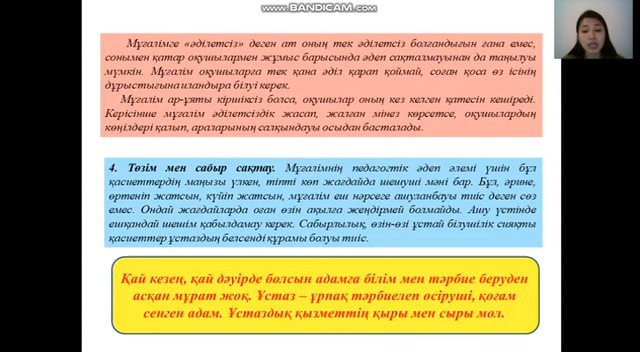 www.BANDICAM.com
Мұғалімге «әділетсіз» деген ат оның тек әділетсіз болғандығын ғана емес,
сонымен қатар оқушылармен жұмыс барысында әдеп сақталмауынан да таңылуы
мүмкін. Мұғалім оқушыларға тек қана әділ қарап қоймай, соған қоса өз ісінің
дұрыстығына иландыра білуі керек.
Мұғалім ар-ұяты кіршіксіз болса, оқушылар оның кез келген қатесін кешіреді.
Керісінше мұғалім әділетсіздік жасап, жалған мінез көрсетсе, оқушылардың
көңілдері қалып, араларының салқындауы осыдан басталады.
4. Төзім мен сабыр сақтау. Мұғалімнің педагогтік әдеп әлемі үшін бұл
қасиеттердің маңызы үлкен, тіпті көп жағдайда шешуші мәні бар. Бұл, әрине,
өртеніп жатсын, күйіп жатсын, мұғалім еш нәрсеге ашуланбауы тиіс деген сөз
емес. Ондай жағдайларда оған өзін ақылға жеңдірмей болмайды. Ашу үстінде
ешқандай шешім қабылдамау керек. Сабырлылық, өзін-өзі ұстай білушілік сияқты
қасиеттер ұстаздың белсенді құрамы болуы тиіс.
Қай кезең, қай дәуірде болсын адамға білім мен тәрбие беруден
асқан мұрат жоқ. Ұстаз – ұрпақ тәрбиелеп өсіруші, қоғам
сенген адам. Ұстаздық қызметтің қыры мен сыры мол.